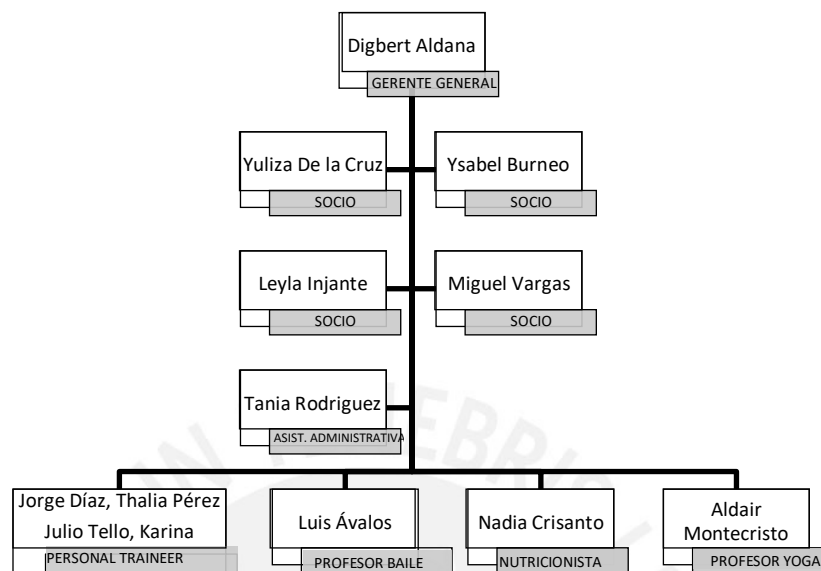 Digbert Aldana
GERENTE GENERAL
Yuliza De la Cruz
SOCIO
Ysabel Burneo
SOCIO
Leyla Injante
SOCIO
Miguel Vargas
SOCIO
Tania Rodriguez
ASIST. ADMINISTRATIVA
Jorge Díaz, Thalia Pérez
Julio Tello, Karina
PERSONAL TRAINEER
Luis Ávalos
PROFESOR BAILE
Nadia Crisanto
NUTRICIONISTA
Aldair
Montecristo
PROFESOR YOGA